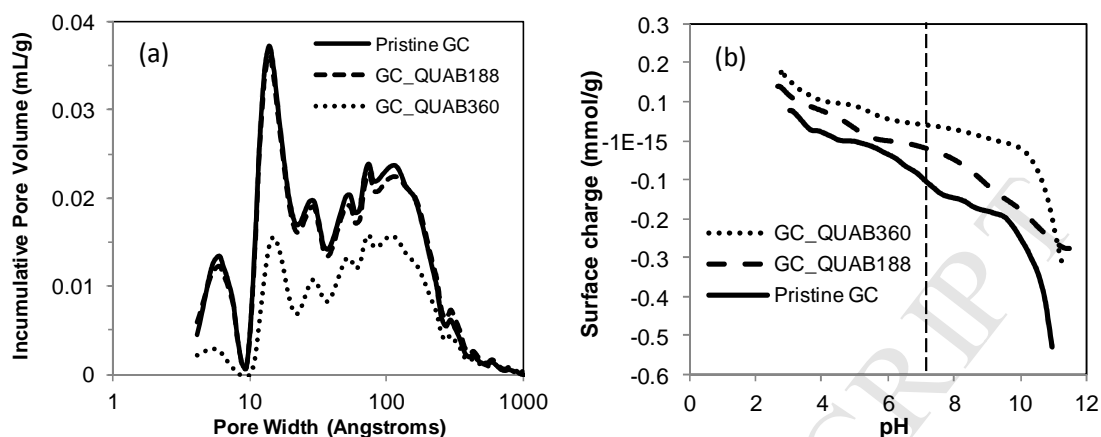 (a)
Incumulative Pore Volume (mL/g)
0.04
0.03
0.02
0.01
0
Pristine GC
GC_QUAB188
GC_QUAB360
1
10
100
1000
Pore Width (Angstroms)
(b)
Surface charge (mmol/g)
0.3
0.2
0.1
-1E-15
-0.1
-0.2
-0.3
-0.4
-0.5
-0.6
GC_QUAB360
GC_QUAB188
Pristine GC
2
4
6
8
10
12
pH
CRIPT